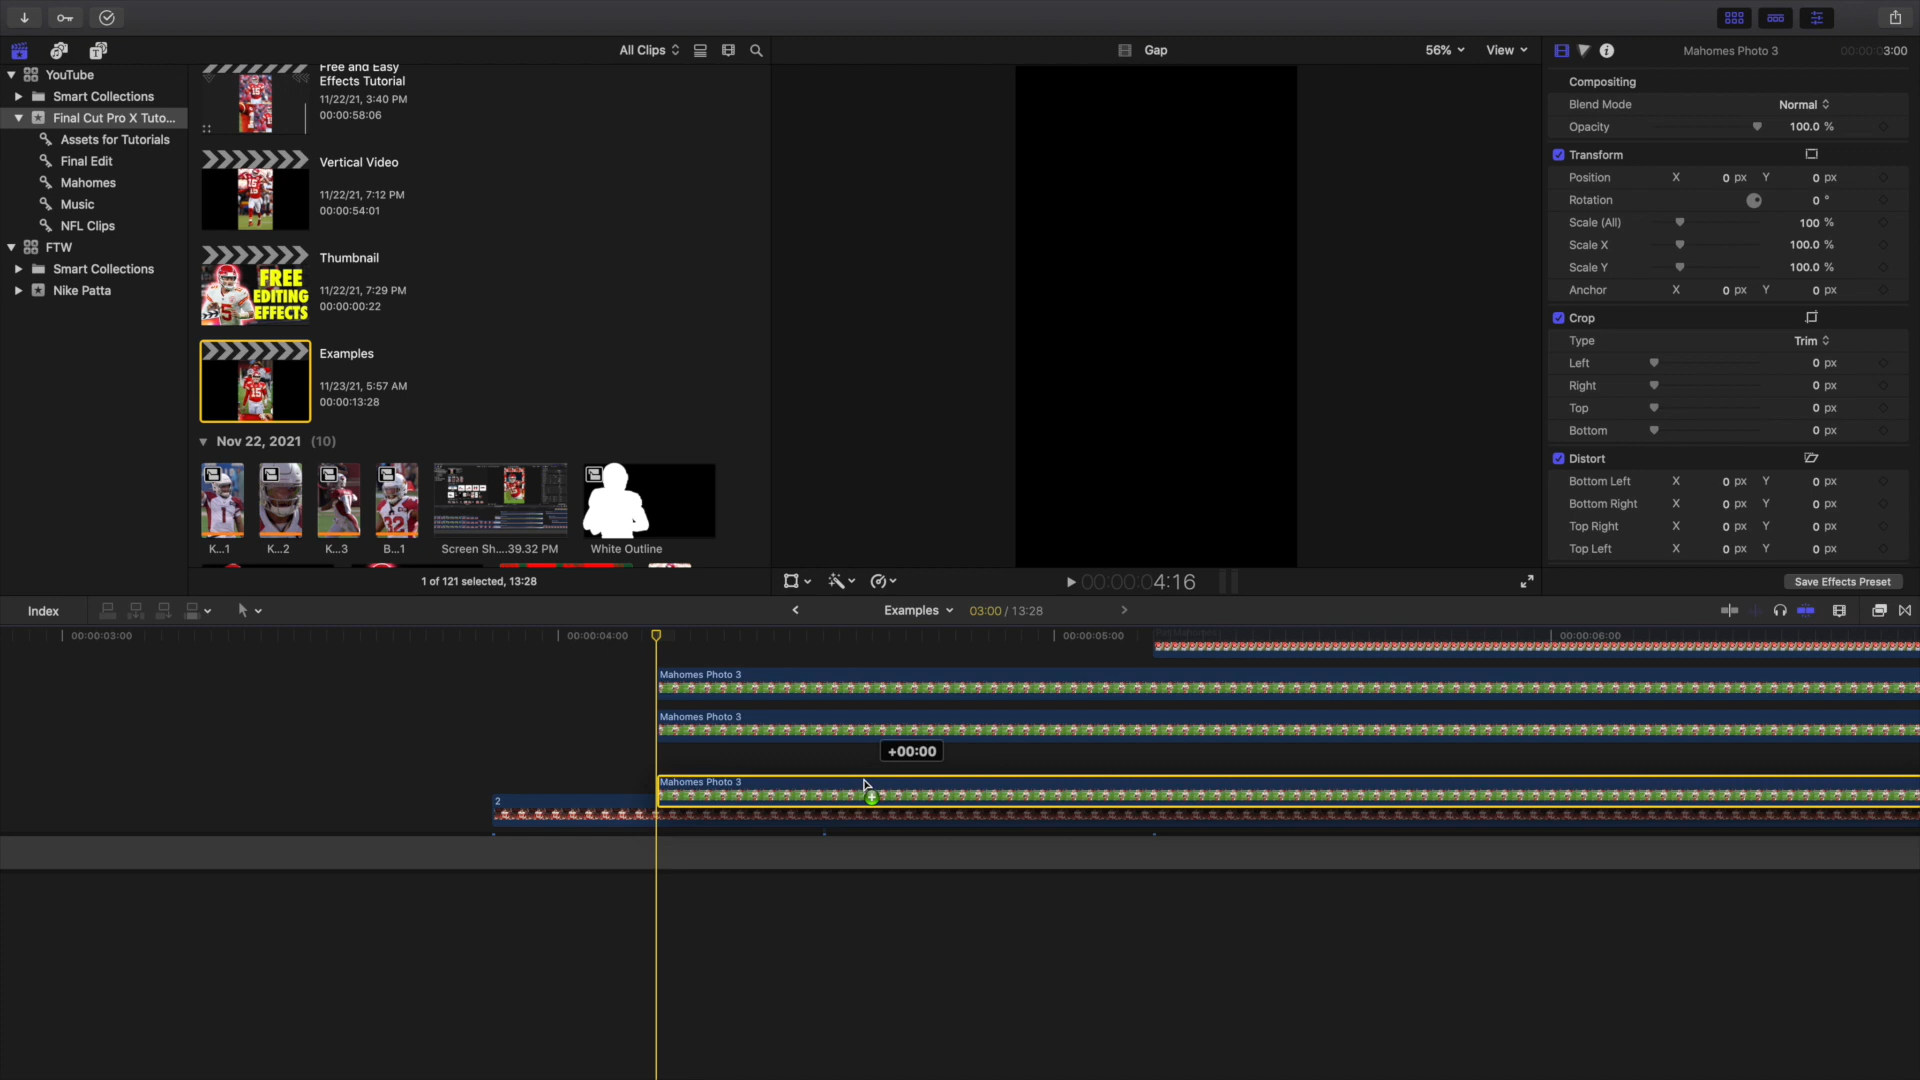 All Clips
Gap
56%
View
Mahomes Photo 3
00:00:03:00
YouTube
Smart Collections
Final Cut Pro X Tuto...
Assets for Tutorials
Final Edit
Mahomes
Music
NFL Clips
FTW
Smart Collections
Nike Patta
Free and Easy
Effects Tutorial
11/22/21, 3:40 PM
00:00:58:06
Vertical Video
11/22/21, 7:12 PM
00:00:54:01
FREE
EDITING
EFFECTS
Thumbnail
11/22/21, 7:29 PM
00:00:00:22
Examples
11/23/21, 5:57 AM
00:00:13:28
Nov 22, 2021 (10)
K...1
K...2
K...3
B...1
Screen Sh....39.32 PM
White Outline
1 of 121 selected, 13:28
00:00:04:16
Compositing
Blend Mode Normal
Opacity 100.0 %
Transform
Position X 0 px Y 0 px
Rotation 0 °
Scale (All) 100 %
Scale X 100.0 %
Scale Y 100.0 %
Anchor X 0 px Y 0 px
Crop
Type Trim
Left 0 px
Right 0 px
Top 0 px
Bottom 0 px
Distort
Bottom Left X 0 px Y 0 px
Bottom Right X 0 px Y 0 px
Top Right X 0 px Y 0 px
Top Left X 0 px Y 0 px
Save Effects Preset
Index
Examples
03:00 / 13:28
00:00:03:00
00:00:04:00
00:00:05:00
00:00:06:00
Mahomes Photo 3
Mahomes Photo 3
+00:00
Mahomes Photo 3
2